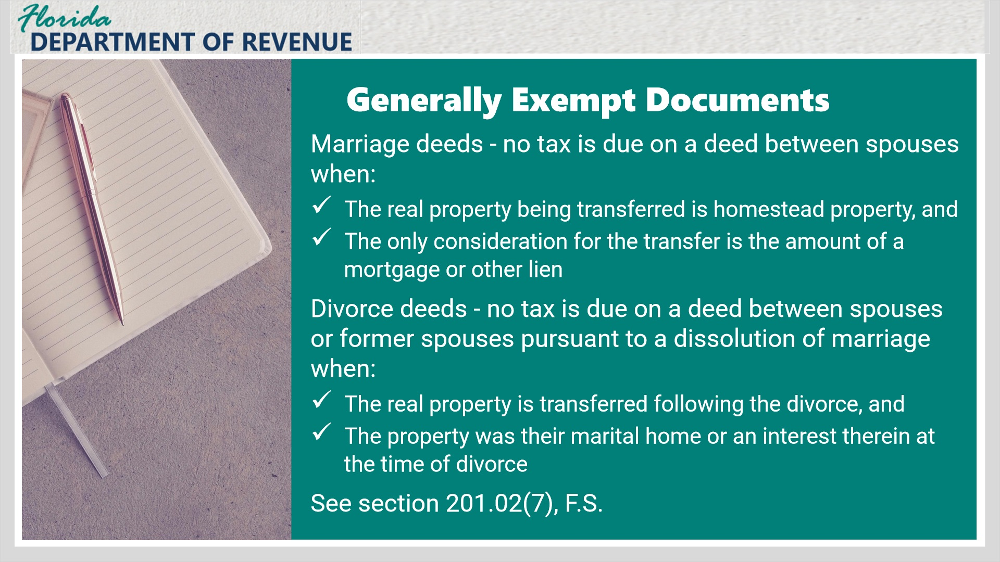 Florida
DEPARTMENT OF REVENUE
Generally Exempt Documents
Marriage deeds - no tax is due on a deed between spouses
when:
✓ The real property being transferred is homestead property, and
✓ The only consideration for the transfer is the amount of a
mortgage or other lien
Divorce deeds - no tax is due on a deed between spouses
or former spouses pursuant to a dissolution of marriage
when:
✓ The real property is transferred following the divorce, and
✓ The property was their marital home or an interest therein at
the time of divorce
See section 201.02(7), F.S.